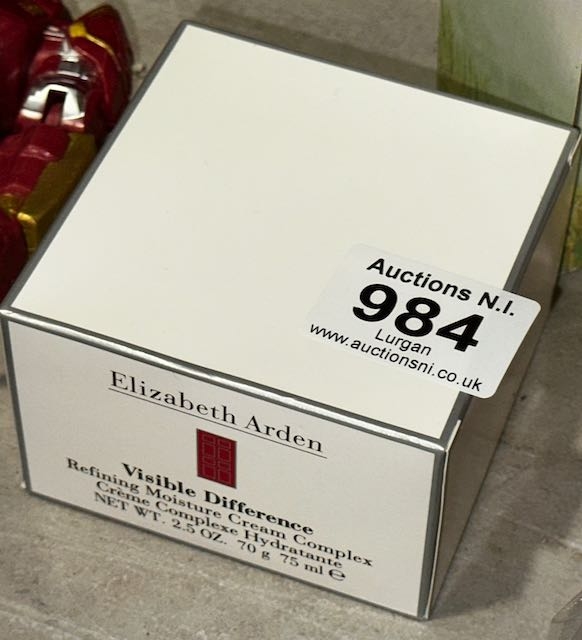 Auctions N.I.
984
Lurgan
www.auctionsni.co.uk
Elizabeth Arden
Visible Difference
Refining Moisture Cream Complex
Crème Complexe Hydratante
NET WT. 2.5 OZ. 70 g 75 ml ℮